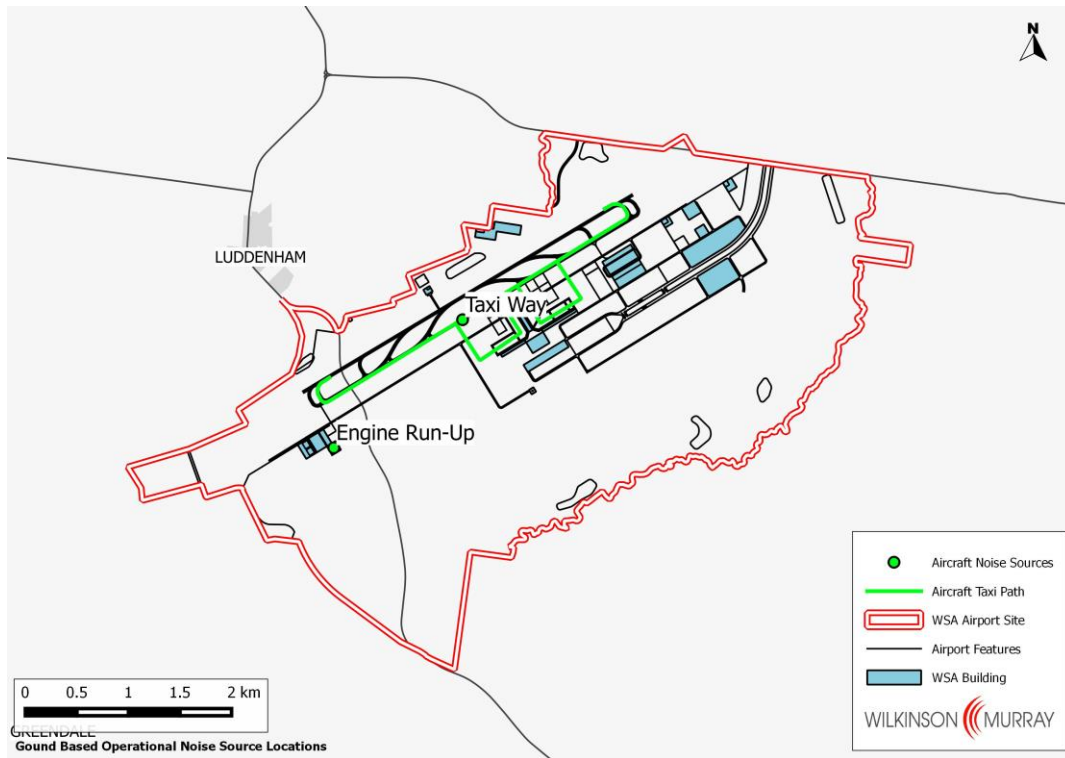 N
LUDDENHAM
Taxi Way
Engine Run-Up
Aircraft Noise Sources
Aircraft Taxi Path
WSA Airport Site
Airport Features
WSA Building
WILKINSON MURRAY
0 0.5 1 1.5 2 km
GREENDALE
Gound Based Operational Noise Source Locations